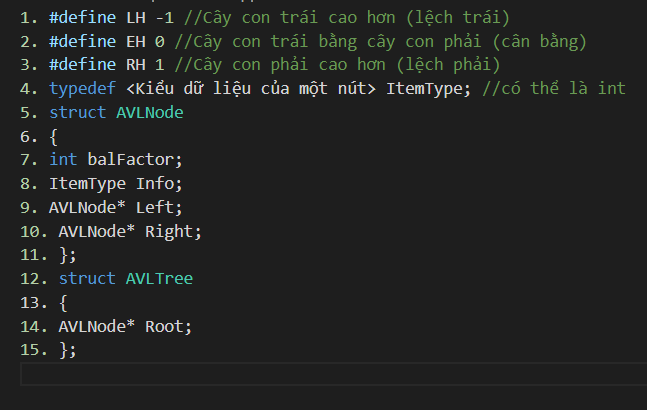 1. #define LH -1 //Cây con trái cao hơn (lệch trái)
2. #define EH 0 //Cây con trái bằng cây con phải (cân bằng)
3. #define RH 1 //Cây con phải cao hơn (lệch phải)
4. typedef <Kiểu dữ liệu của một nút> ItemType; //có thể là int
5. struct AVLNode
6. {
7. int balFactor;
8. ItemType Info;
9. AVLNode* Left;
10. AVLNode* Right;
11. };
12. struct AVLTree
13. {
14. AVLNode* Root;
15. };